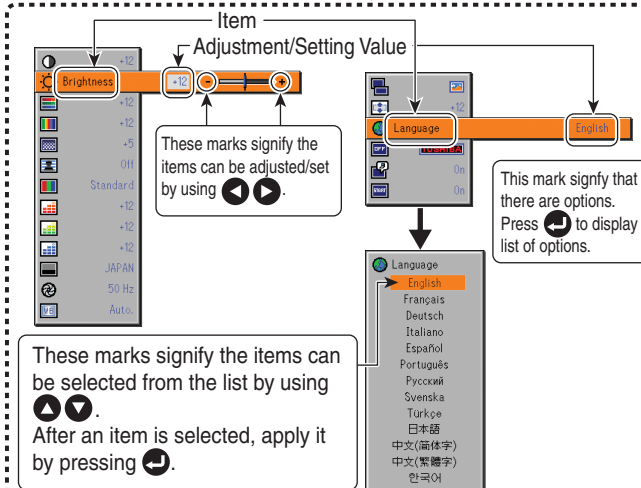 Item
Adjustment/Setting Value
+12
Brightness
+12
+12
+12
+5
Off
Standard
+12
+12
+12
JAPAN
50 Hz
Auto.
These marks signify the
items can be adjusted/set
by using
+12
Language
English
OFF TOSHIBA
On
START On
This mark signfy that
there are options.
Press to display
list of options.
Language
English
Français
Deutsch
Italiano
Español
Português
Русский
Svenska
Türkçe
日本語
中文(简体字)
中文(繁體字)
한국어
These marks signify the items can
be selected from the list by using
.
After an item is selected, apply it
by pressing .